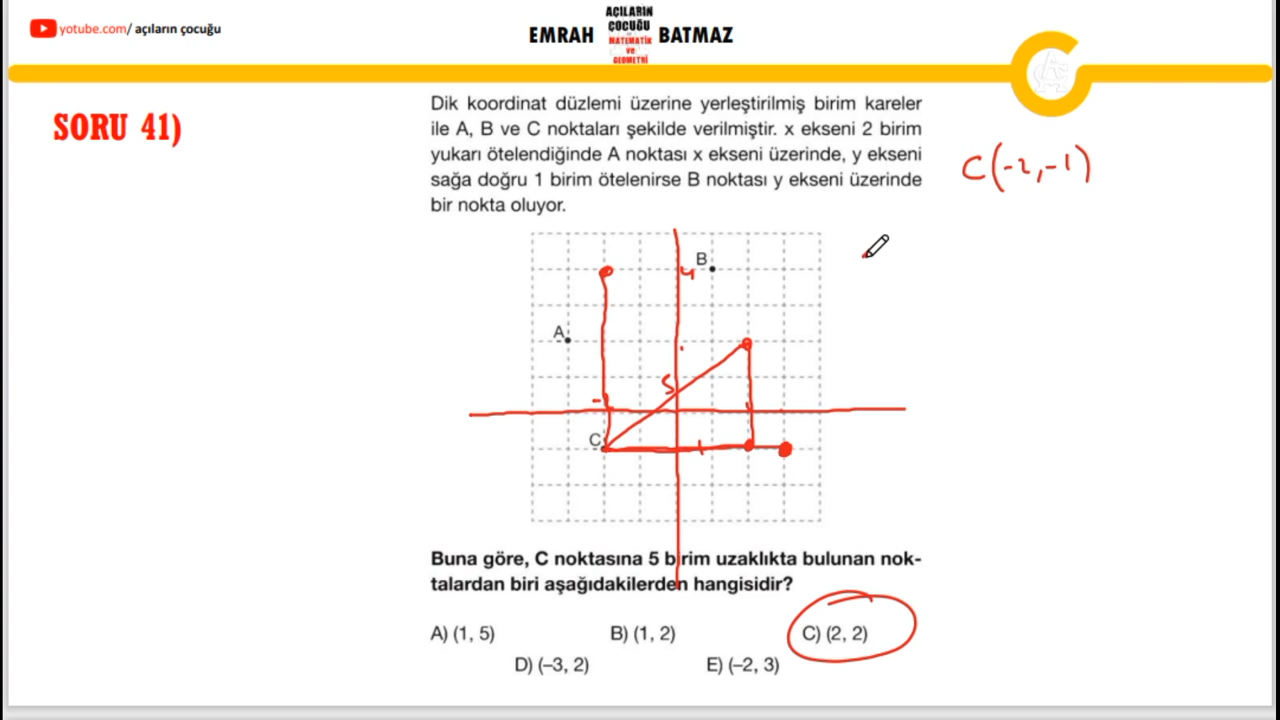 yotube.com/ açıların çocuğu
EMRAH
AÇILARIN
ÇOCUĞU
MATEMATİK
ve
GEOMETRİ
BATMAZ
SORU 41)
Dik koordinat düzlemi üzerine yerleştirilmiş birim kareler
ile A, B ve C noktaları şekilde verilmiştir. x ekseni 2 birim
yukarı ötelendiğinde A noktası x ekseni üzerinde, y ekseni
sağa doğru 1 birim ötelenirse B noktası y ekseni üzerinde
bir nokta oluyor.
C(-2,-1)
B
4
A
5
C
Buna göre, C noktasına 5 birim uzaklıkta bulunan nok-
talardan biri aşağıdakilerden hangisidir?
A) (1, 5) B) (1, 2) C) (2, 2)
D) (–3, 2) E) (–2, 3)